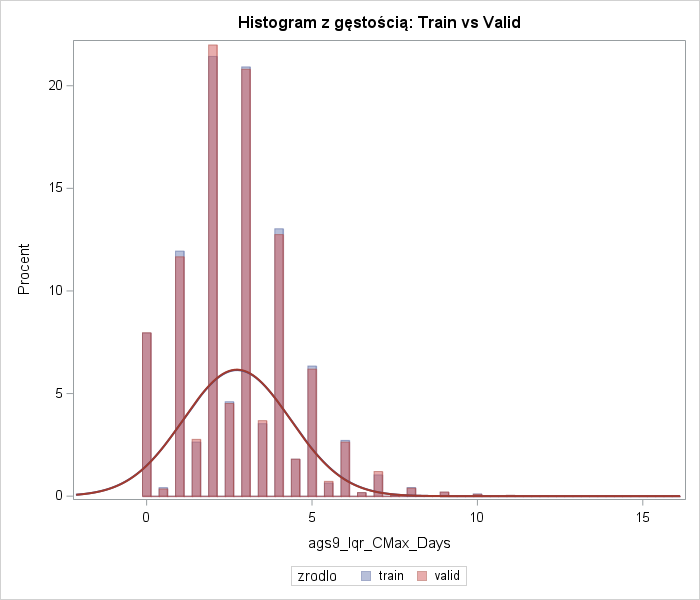 Histogram z gęstością: Train vs Valid
Procent
20
15
10
5
0
0 5 10 15
ags9_Iqr_CMax_Days
zrodlo train valid